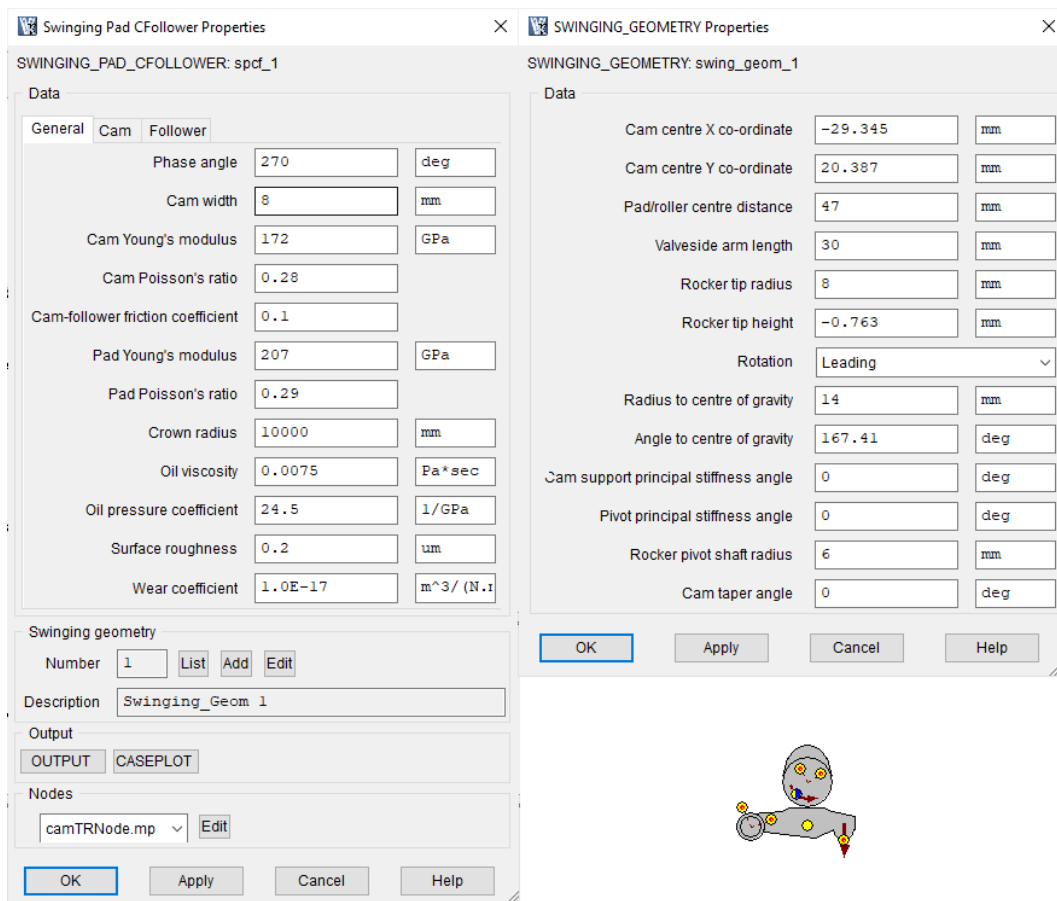 Swinging Pad CFollower Properties
SWINGING_PAD_CFOLLOWER: spcf_1
Data
General Cam Follower
Phase angle 270 deg
Cam width 8 mm
Cam Young's modulus 172 GPa
Cam Poisson's ratio 0.28
Cam-follower friction coefficient 0.1
Pad Young's modulus 207 GPa
Pad Poisson's ratio 0.29
Crown radius 10000 mm
Oil viscosity 0.0075 Pa*sec
Oil pressure coefficient 24.5 1/GPa
Surface roughness 0.2 um
Wear coefficient 1.0E-17 m^3/(N.
Swinging geometry
Number 1 List Add Edit
Description Swinging_Geom 1
Output
OUTPUT CASEPLOT
Nodes
camTRNode.mp Edit
OK Apply Cancel Help
SWINGING_GEOMETRY Properties
SWINGING_GEOMETRY: swing_geom_1
Data
Cam centre X co-ordinate -29.345 mm
Cam centre Y co-ordinate 20.387 mm
Pad/roller centre distance 47 mm
Valveside arm length 30 mm
Rocker tip radius 8 mm
Rocker tip height -0.763 mm
Rotation Leading
Radius to centre of gravity 14 mm
Angle to centre of gravity 167.41 deg
Cam support principal stiffness angle 0 deg
Pivot principal stiffness angle 0 deg
Rocker pivot shaft radius 6 mm
Cam taper angle 0 deg
OK Apply Cancel Help